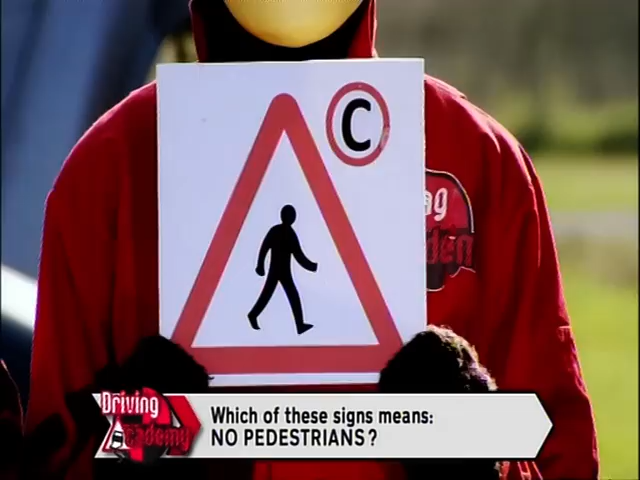 C
Driving
Academy
Which of these signs means:
NO PEDESTRIANS?